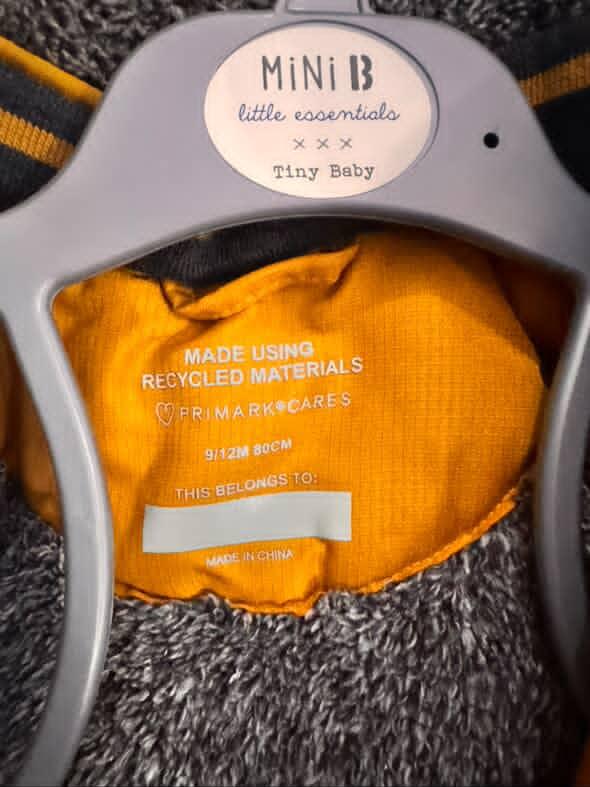 MiNi B
little essentials
× × ×
Tiny Baby
MADE USING
RECYCLED MATERIALS
PRIMARK®CARES
9/12M 80CM
THIS BELONGS TO:
MADE IN CHINA